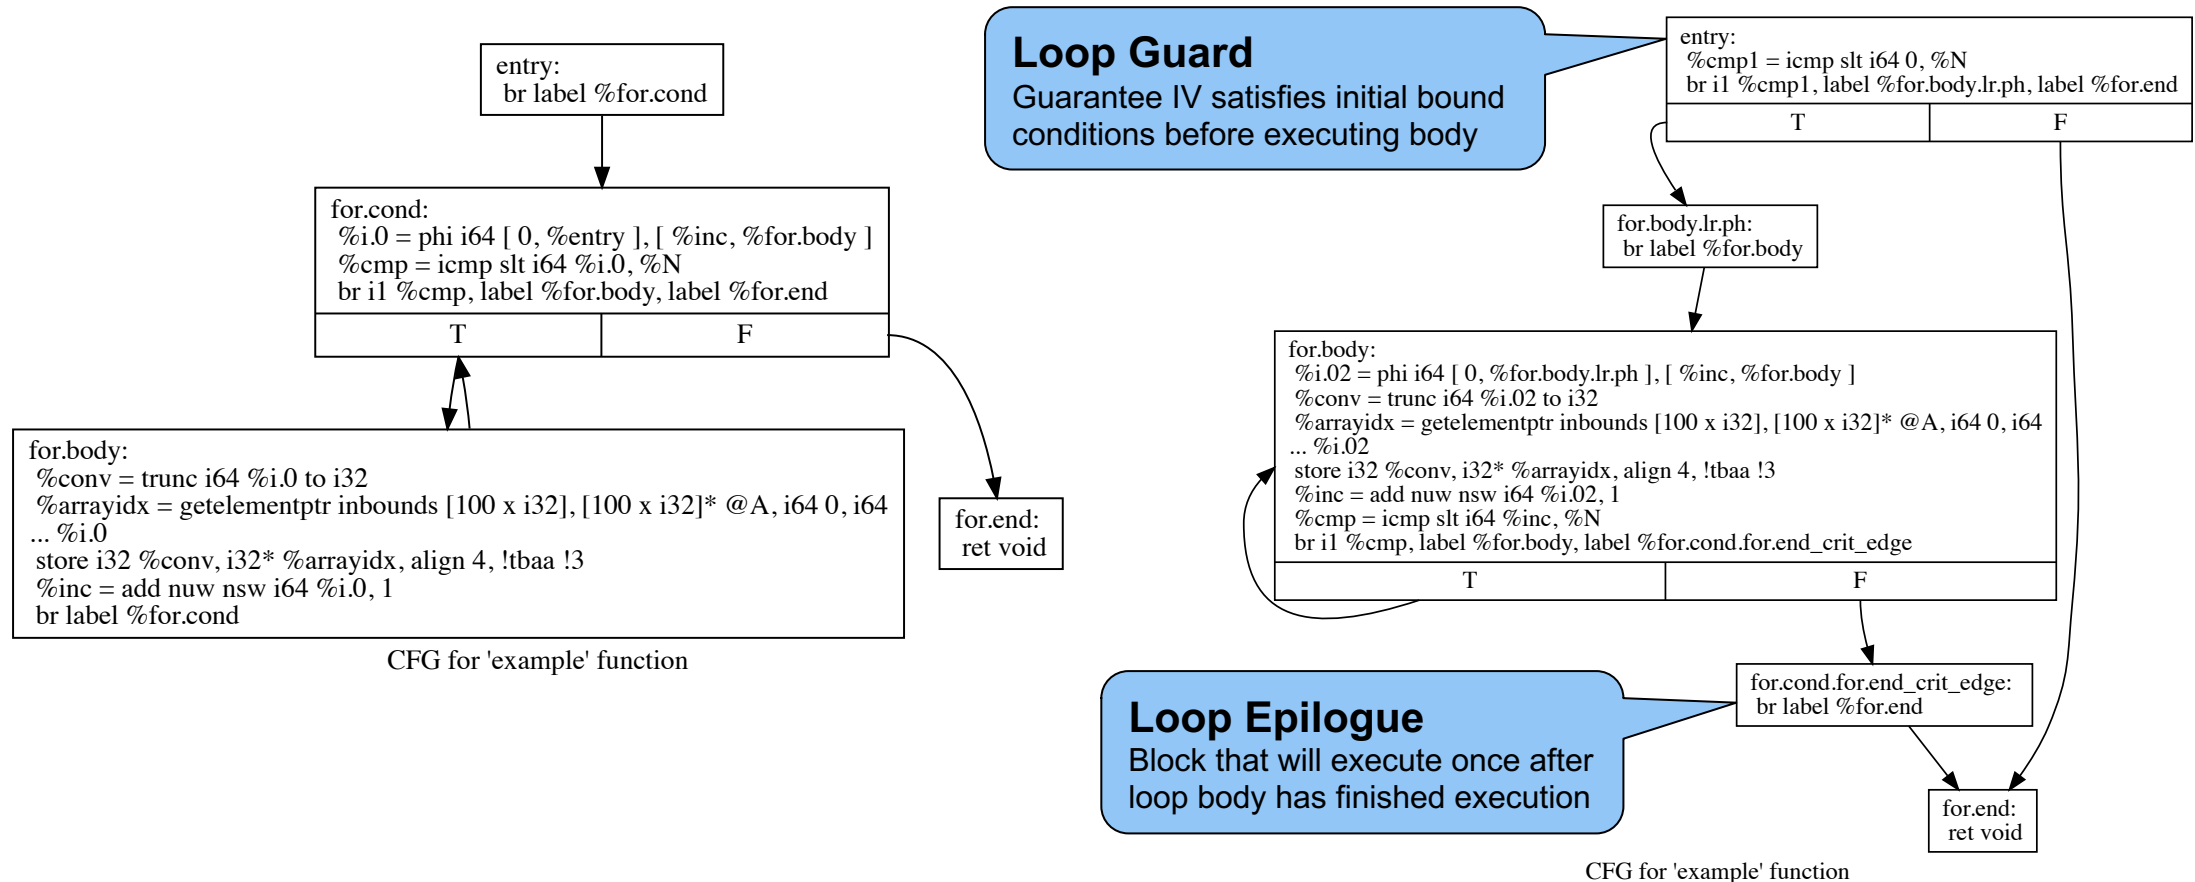 entry:
br label %for.cond
for.cond:
%i.0 = phi i64 [ 0, %entry ], [ %inc, %for.body ]
%cmp = icmp slt i64 %i.0, %N
br i1 %cmp, label %for.body, label %for.end
T
F
for.body:
%conv = trunc i64 %i.0 to i32
%arrayidx = getelementptr inbounds [100 x i32], [100 x i32]* @A, i64 0, i64
... %i.0
store i32 %conv, i32* %arrayidx, align 4, !tbaa !3
%inc = add nuw nsw i64 %i.0, 1
br label %for.cond
for.end:
ret void
CFG for 'example' function
Loop Guard
Guarantee IV satisfies initial bound
conditions before executing body
entry:
%cmp1 = icmp slt i64 0, %N
br i1 %cmp1, label %for.body.lr.ph, label %for.end
T
F
for.body.lr.ph:
br label %for.body
for.body:
%i.02 = phi i64 [ 0, %for.body.lr.ph ], [ %inc, %for.body ]
%conv = trunc i64 %i.02 to i32
%arrayidx = getelementptr inbounds [100 x i32], [100 x i32]* @A, i64 0, i64
... %i.02
store i32 %conv, i32* %arrayidx, align 4, !tbaa !3
%inc = add nuw nsw i64 %i.02, 1
%cmp = icmp slt i64 %inc, %N
br i1 %cmp, label %for.body, label %for.cond.for.end_crit_edge
T
F
Loop Epilogue
Block that will execute once after
loop body has finished execution
for.cond.for.end_crit_edge:
br label %for.end
for.end:
ret void
CFG for 'example' function